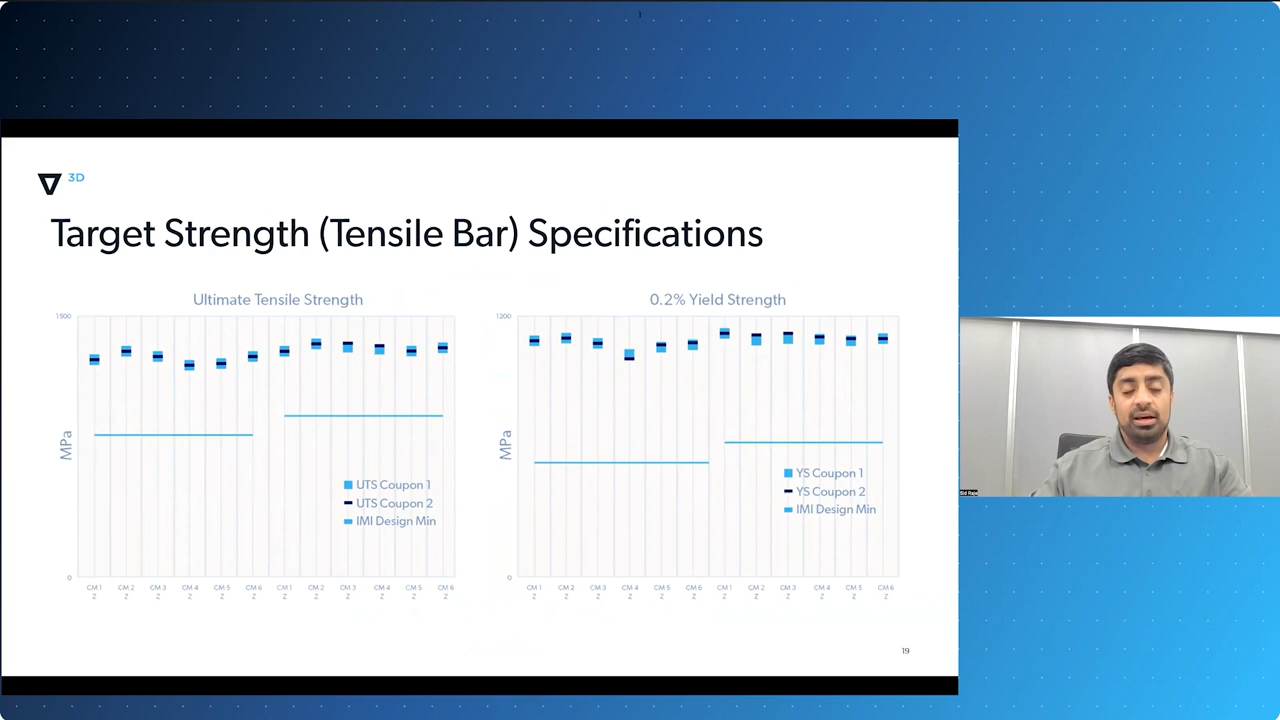 1
3D
Target Strength (Tensile Bar) Specifications
Ultimate Tensile Strength
1500
MPa
UTS Coupon 1
UTS Coupon 2
IMI Design Min
0
CM 1 CM 2 CM 3 CM 4 CM 5 CM 6 CM 1 CM 2 CM 3 CM 4 CM 5 CM 6
Z Z Z Z Z Z Z Z Z Z Z Z
0.2% Yield Strength
1200
MPa
YS Coupon 1
YS Coupon 2
IMI Design Min
0
CM 1 CM 2 CM 3 CM 4 CM 5 CM 6 CM 1 CM 2 CM 3 CM 4 CM 5 CM 6
Z Z Z Z Z Z Z Z Z Z Z Z
19